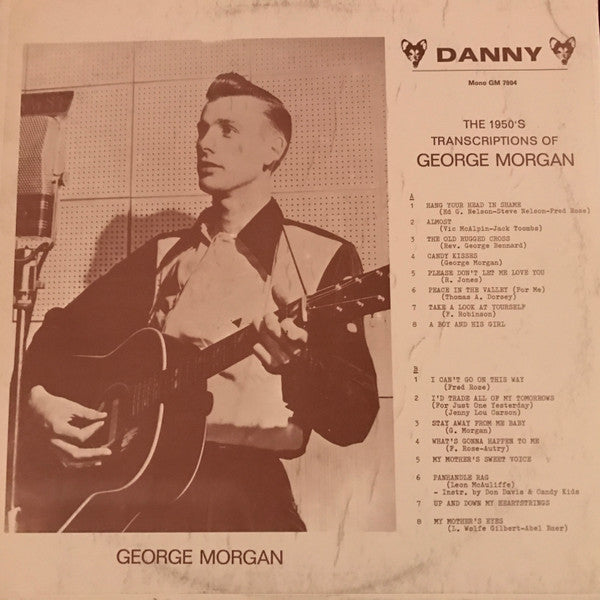 DANNY
Mono GM 7904
THE 1950'S
TRANSCRIPTIONS OF
GEORGE MORGAN
A
1 HANG YOUR HEAD IN SHAME
(Ed G. Nelson-Steve Nelson-Fred Rose)
2 ALMOST
(Vic McAlpin-Jack Toombs)
3 THE OLD RUGGED CROSS
(Rev. George Bennard)
4 CANDY KISSES
(George Morgan)
5 PLEASE DON'T LET ME LOVE YOU
(R. Jones)
6 PEACE IN THE VALLEY (For Me)
(Thomas A. Dorsey)
7 TAKE A LOOK AT YOURSELF
(F. Robinson)
8 A BOY AND HIS GIRL
B
1 I CAN'T GO ON THIS WAY
(Fred Rose)
2 I'D TRADE ALL OF MY TOMORROWS
(For Just One Yesterday)
(Jenny Lou Carson)
3 STAY AWAY FROM ME BABY
(G. Morgan)
4 WHAT'S GONNA HAPPEN TO ME
(F. Rose-Autry)
5 MY MOTHER'S SWEET VOICE
6 PANHANDLE RAG
(Leon McAuliffe)
- Instr. by Don Davis & Candy Kids
7 UP AND DOWN MY HEARTSTRINGS
8 MY MOTHER'S EYES
(L. Wolfe Gilbert-Abel Baer)
GEORGE MORGAN